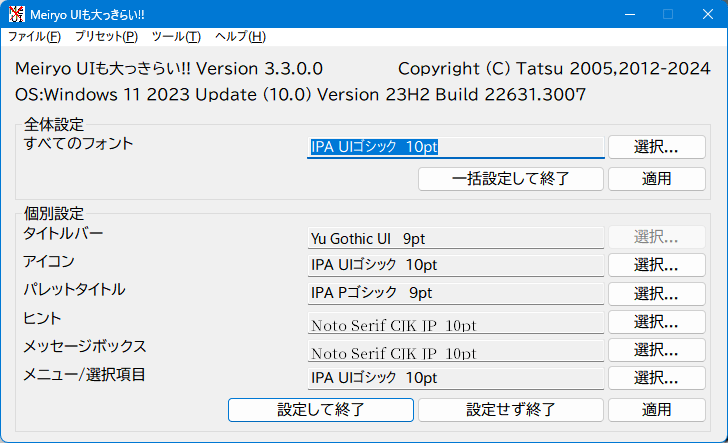 Meiryo UIも大っきらい!!
ファイル(F) プリセット(P) ツール(T) ヘルプ(H)
Meiryo UIも大っきらい!! Version 3.3.0.0 Copyright (C) Tatsu 2005,2012-2024
OS:Windows 11 2023 Update (10.0) Version 23H2 Build 22631.3007
全体設定
すべてのフォント IPA UIゴシック 10pt 選択...
一括設定して終了 適用
個別設定
タイトルバー Yu Gothic UI 9pt 選択...
アイコン IPA UIゴシック 10pt 選択...
パレットタイトル IPA Pゴシック 9pt 選択...
ヒント Noto Serif CJK JP 10pt 選択...
メッセージボックス Noto Serif CJK JP 10pt 選択...
メニュー/選択項目 IPA UIゴシック 10pt 選択...
設定して終了 設定せず終了 適用